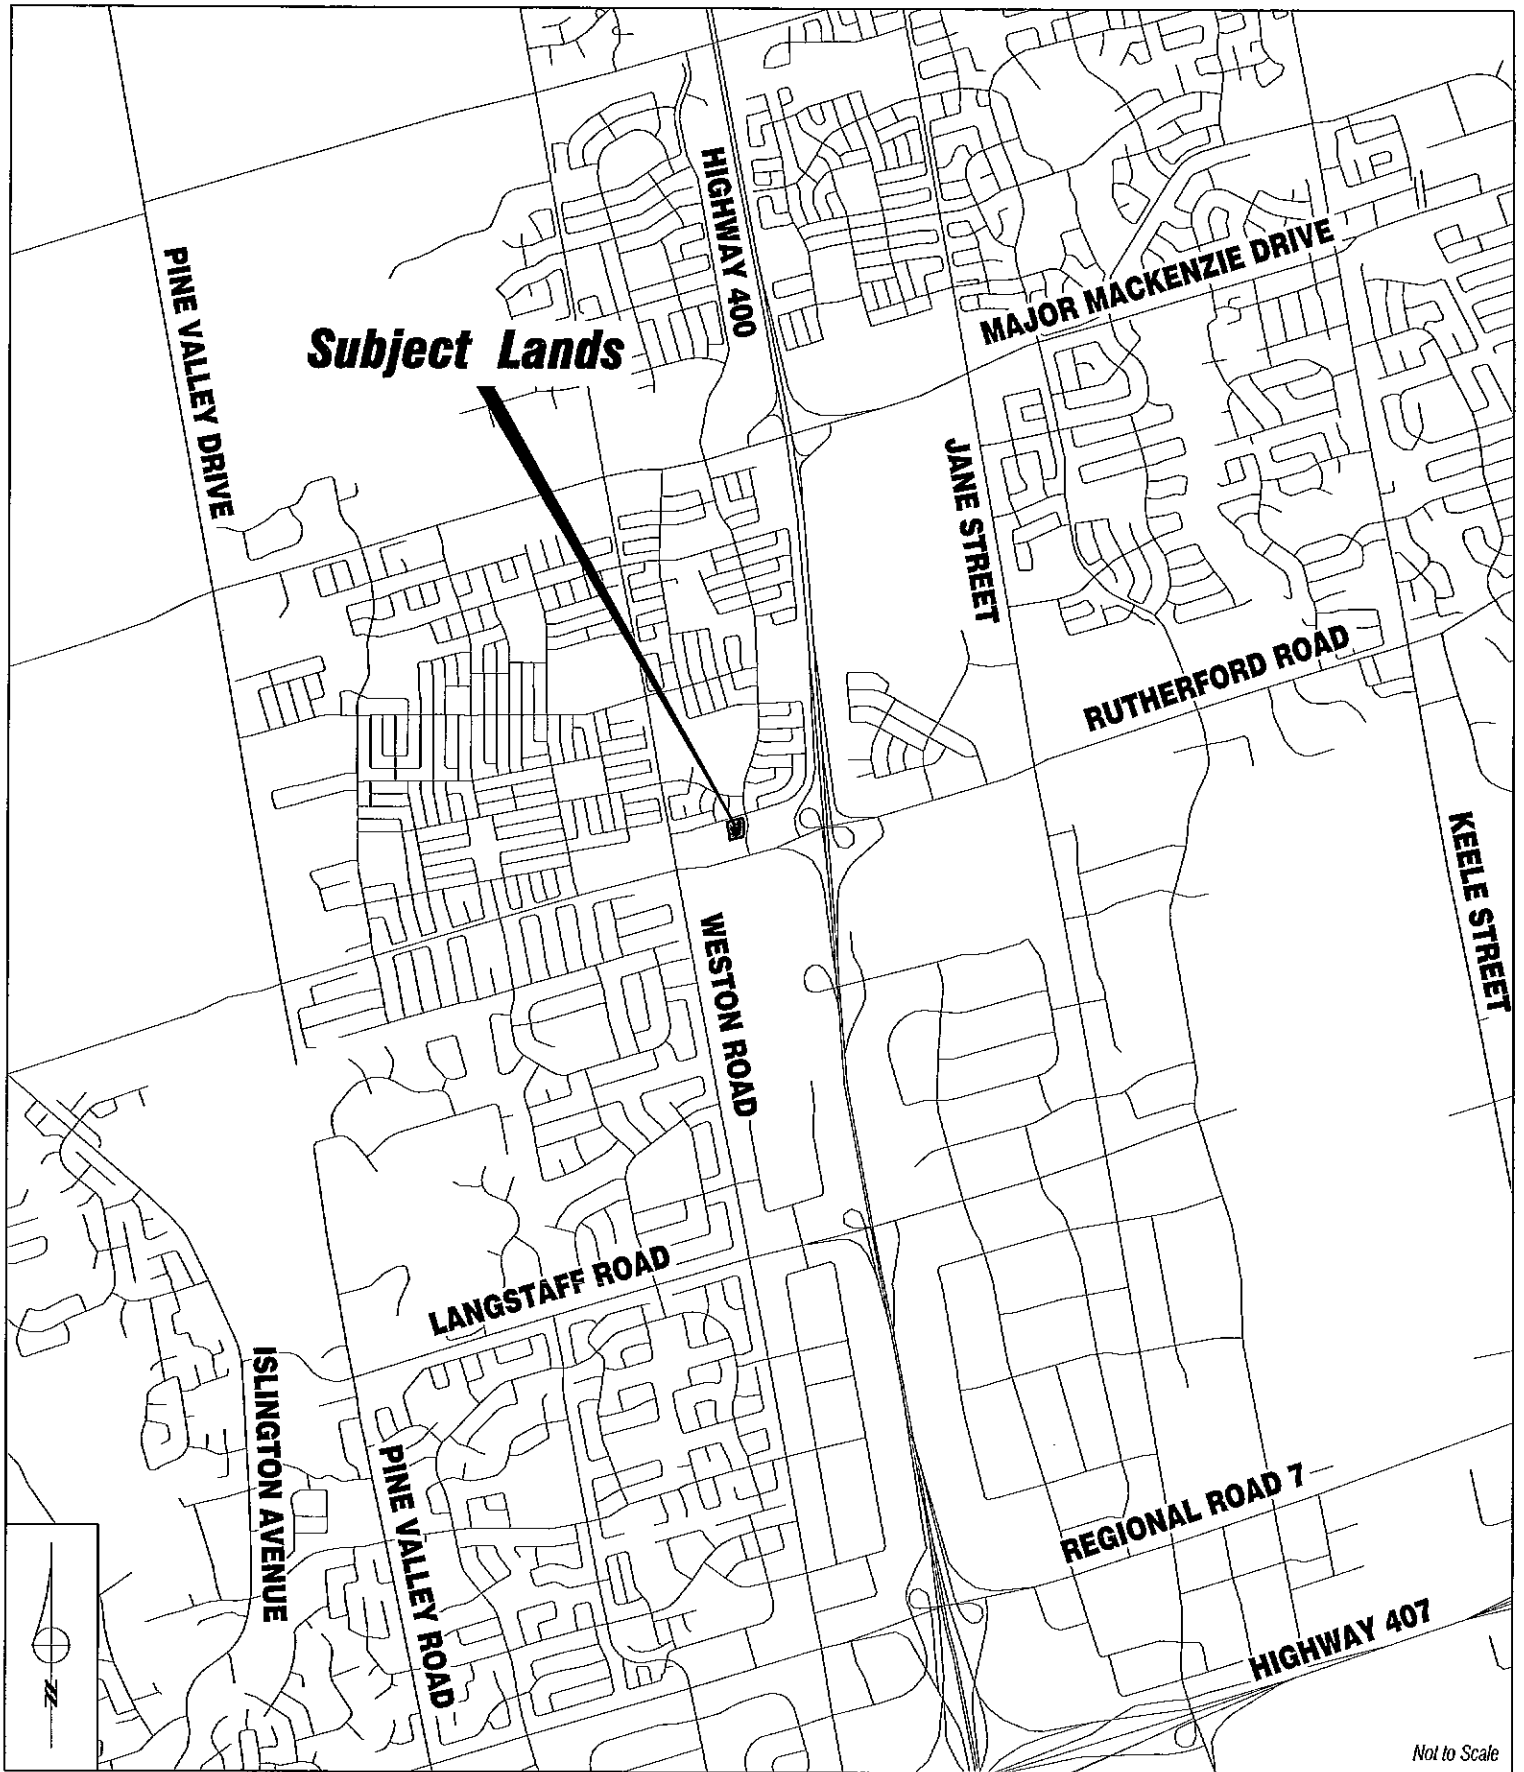 HIGHWAY 400
MAJOR MACKENZIE DRIVE
PINE VALLEY DRIVE
Subject Lands
JANE STREET
RUTHERFORD ROAD
KEELE STREET
WESTON ROAD
LANGSTAFF ROAD
ISLINGTON AVENUE
PINE VALLEY ROAD
REGIONAL ROAD 7
HIGHWAY 407
N
Not to Scale